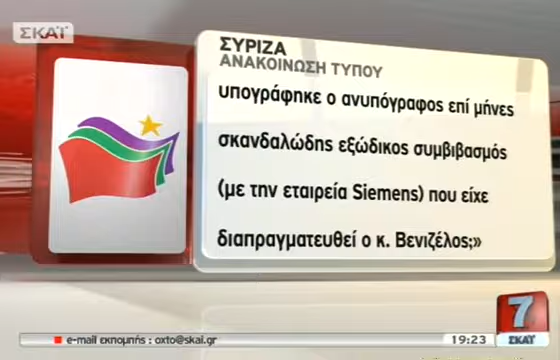 ΣΚΑΪ
ΣΥΡΙΖΑ
ΑΝΑΚΟΙΝΩΣΗ ΤΥΠΟΥ
υπογράφηκε ο ανυπόγραφος επί μήνες
σκανδαλώδης εξώδικος συμβιβασμός
(με την εταιρεία Siemens) που είχε
διαπραγματευθεί ο κ. Βενιζέλος;»
7
e-mail εκπομπής : oxto@skai.gr
19:23
ΣΚΑΪ